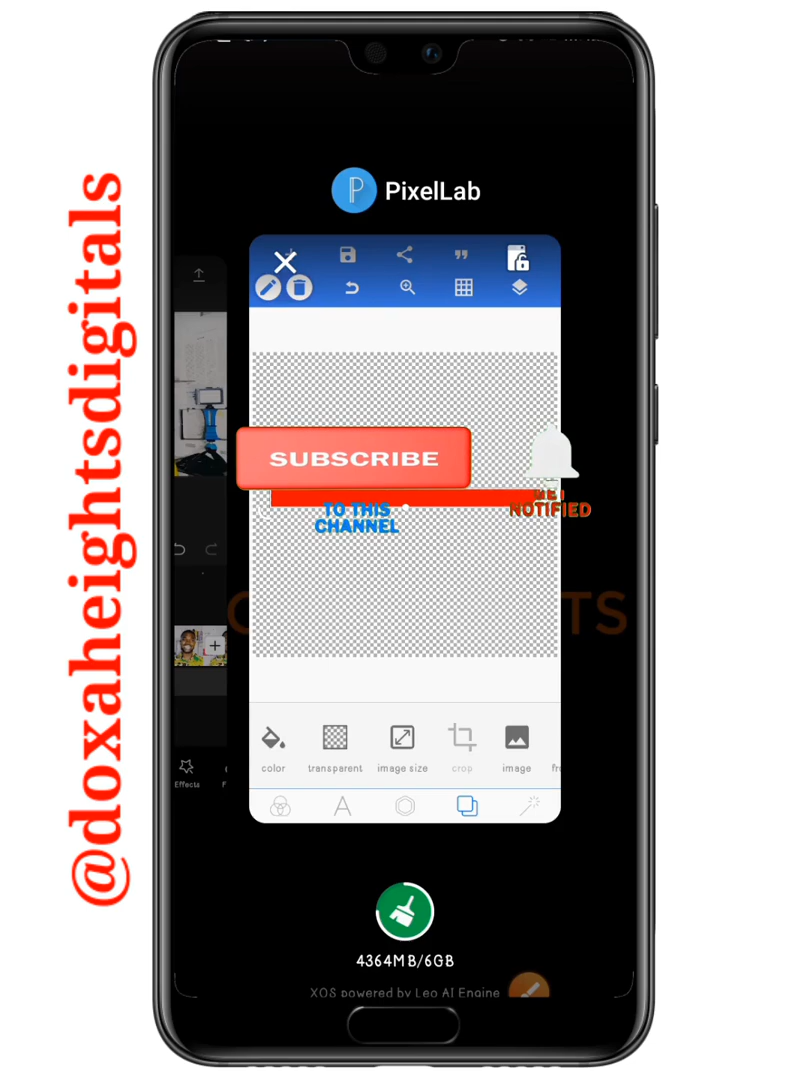 @doxaheightsdigitals
PixelLab
SUBSCRIBE
TO THIS
CHANNEL
NOTIFIED
color
transparent
image size
crop
image
Effects
4364MB/6GB
XOS powered by Leo AI Engine